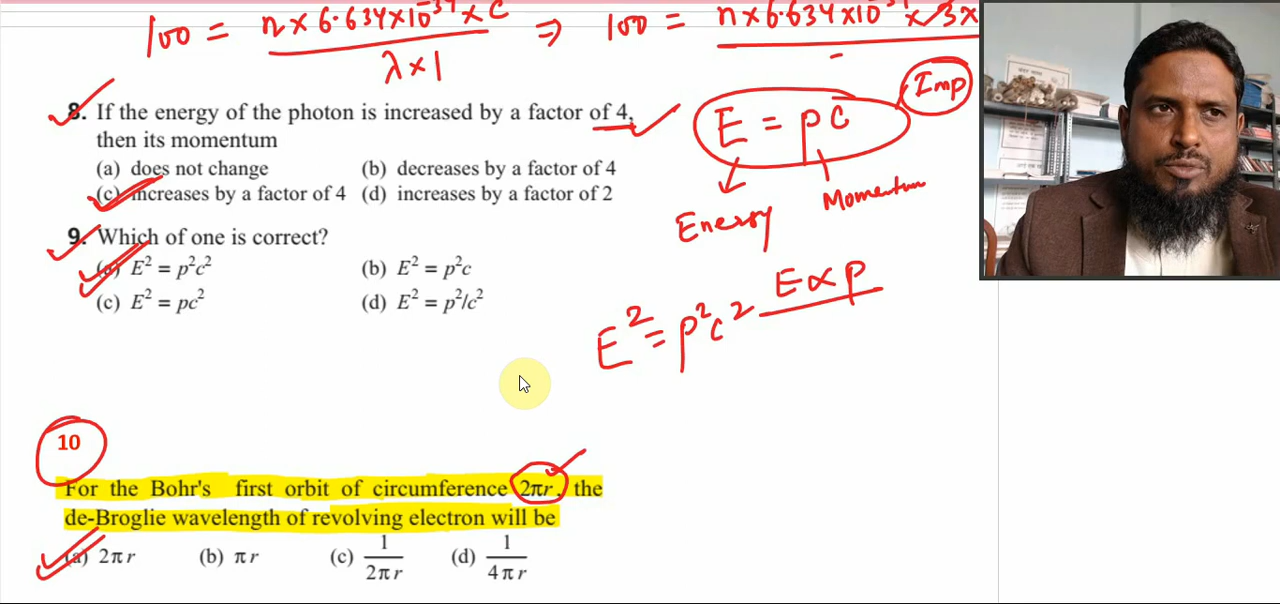 100 = n × 6.634×10⁻³⁴ × C / λ×1 ⇒ 100 = n × 6.634 ×10 × 3×
8. If the energy of the photon is increased by a factor of 4,
then its momentum
(a) does not change (b) decreases by a factor of 4
(c) increases by a factor of 4 (d) increases by a factor of 2
E = pc
Imp
Energy
Momentum
9. Which of one is correct?
(a) E² = p²c² (b) E² = p²c
(c) E² = pc² (d) E² = p²/c²
E ∝ p
E² = p²c²
10
For the Bohr's first orbit of circumference 2πr, the
de-Broglie wavelength of revolving electron will be
(a) 2πr (b) πr (c) 1/2πr (d) 1/4πr